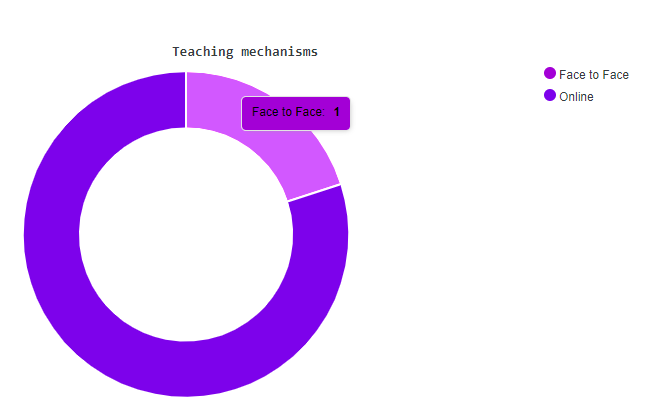 Teaching mechanisms
Face to Face: 1
Face to Face
Online